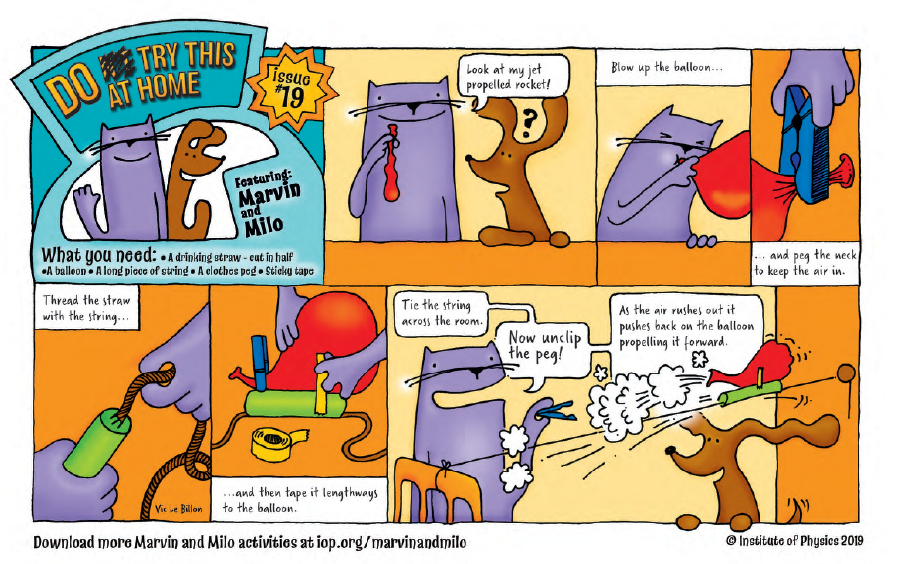 DO TRY THIS
AT HOME
issue
#19
Featuring:
Marvin
and
Milo
What you need: • A drinking straw - cut in half
• A balloon • A long piece of string • A clothes peg • Sticky tape
Look at my jet
propelled rocket!
?
Blow up the balloon...
... and peg the neck
to keep the air in.
Thread the straw
with the string...
Billon
...and then tape it lengthways
to the balloon.
Tie the string
across the room.
Now unclip
the peg!
As the air rushes out it
pushes back on the balloon
propelling it forward.
Download more Marvin and Milo activities at iop.org/marvinandmilo
© Institute of Physics 2019